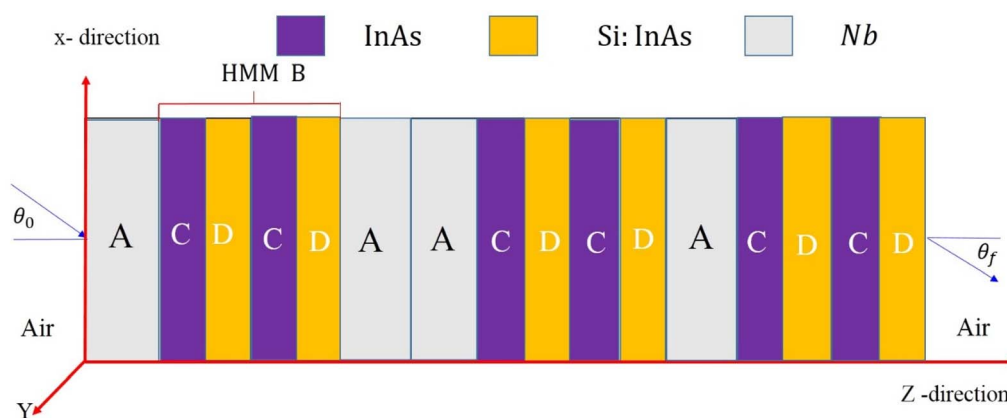 x- direction
InAs
Si: InAs
Nb
HMM B
θ0
A C D C D A A C D C D A C D C D
θf
Air
Air
Y
Z -direction